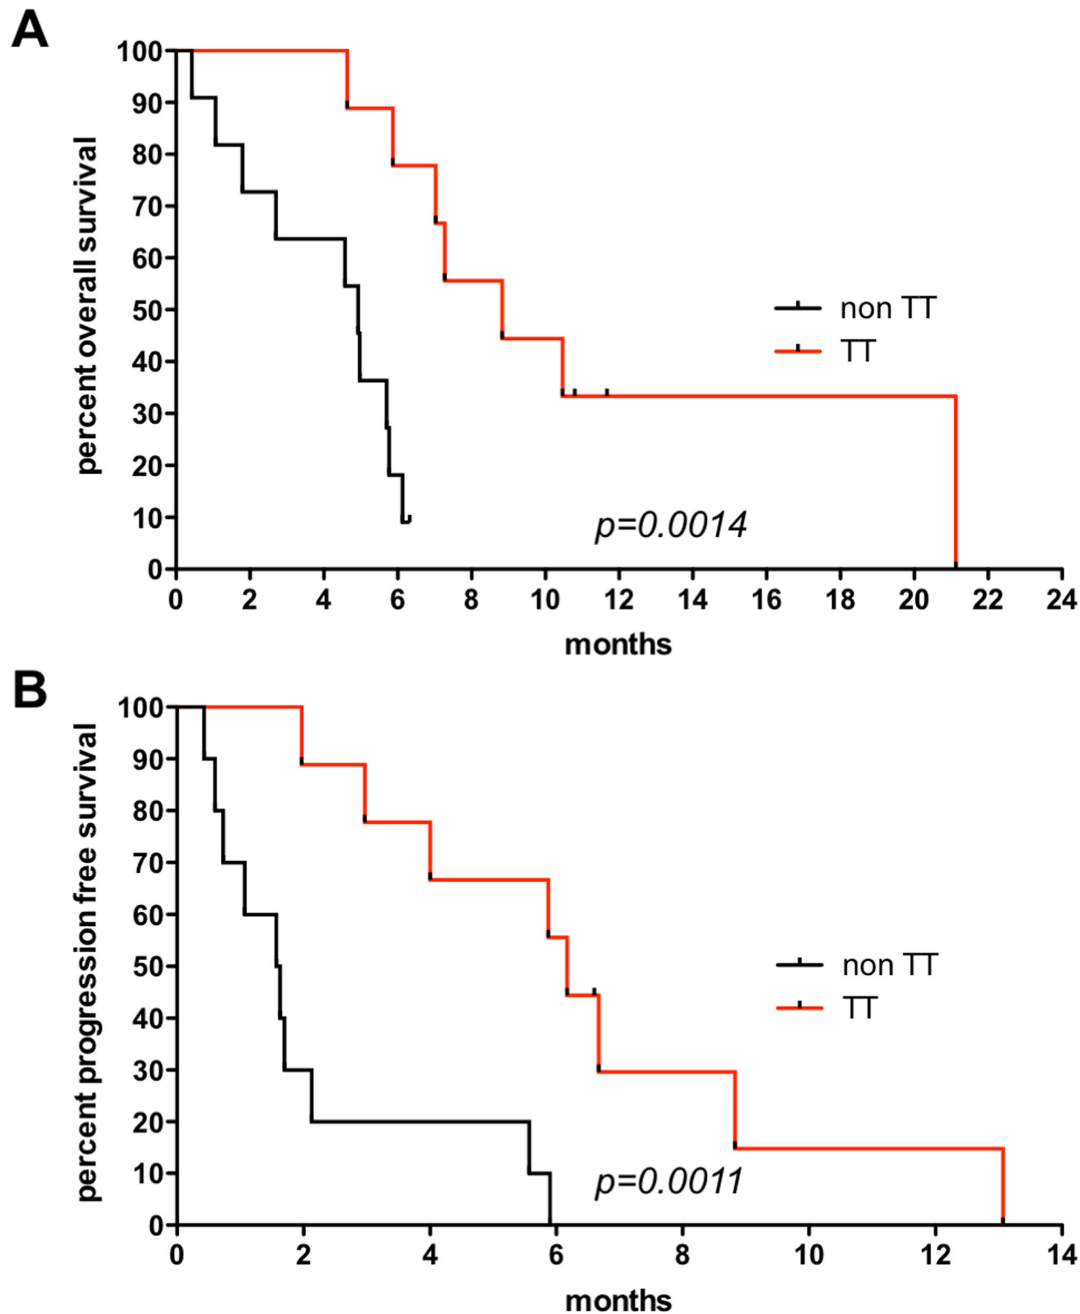 A
percent overall survival
100
90
80
70
60
50
40
30
20
10
0
0 2 4 6 8 10 12 14 16 18 20 22 24
months
non TT
TT
p=0.0014
B
percent progression free survival
100
90
80
70
60
50
40
30
20
10
0
0 2 4 6 8 10 12 14
months
non TT
TT
p=0.0011